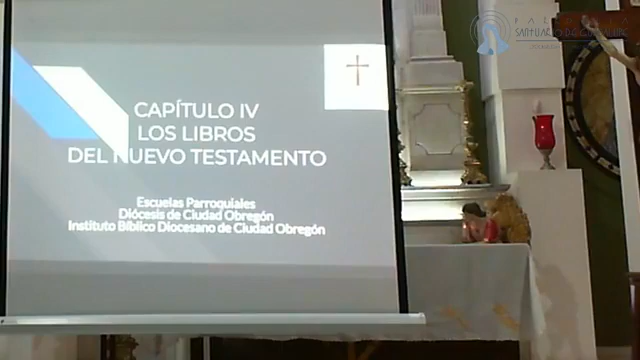 CAPÍTULO IV
LOS LIBROS
DEL NUEVO TESTAMENTO
Escuelas Parroquiales
Diócesis de Ciudad Obregón
Instituto Bíblico Diocesano de Ciudad Obregón
PARROQUIA